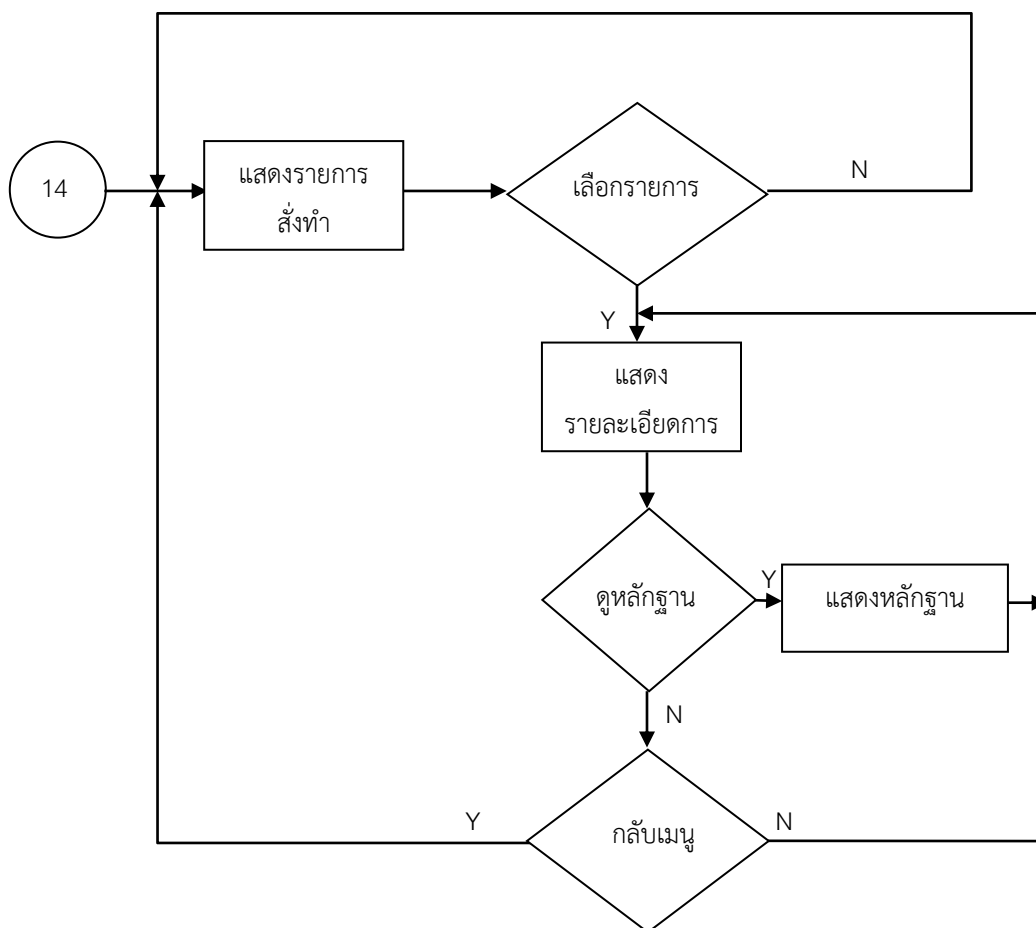 14
แสดงรายการ
สั่งทำ
เลือกรายการ
N
Y
แสดง
รายละเอียดการ
ดูหลักฐาน
Y
แสดงหลักฐาน
N
Y
กลับเมนู
N